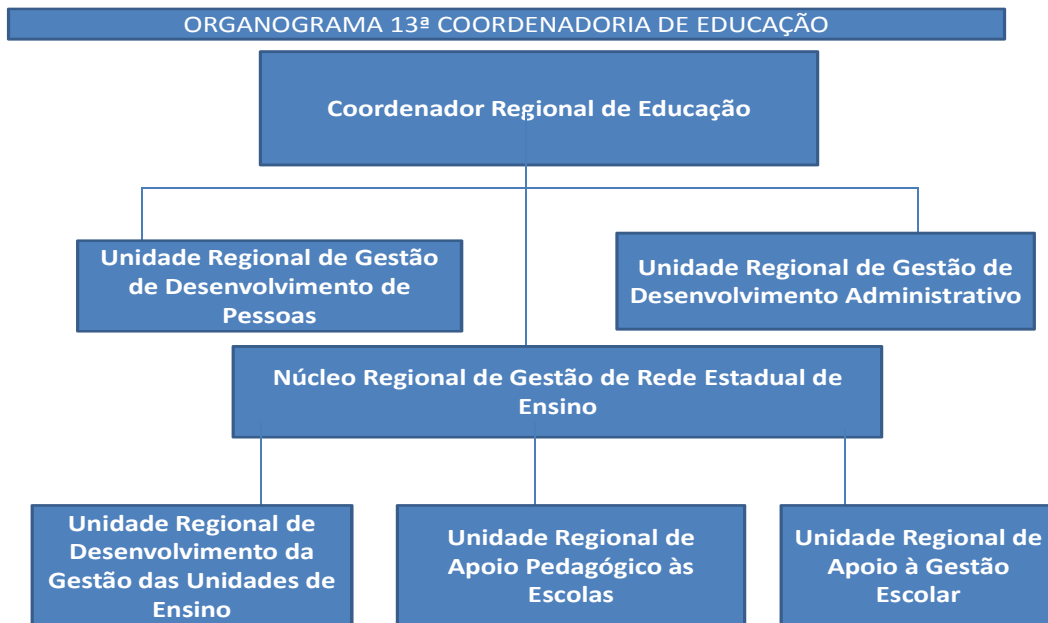 ORGANOGRAMA 13ª COORDENADORIA DE EDUCAÇÃO
Coordenador Regional de Educação
Unidade Regional de Gestão
de Desenvolvimento de
Pessoas
Unidade Regional de Gestão de
Desenvolvimento Administrativo
Núcleo Regional de Gestão de Rede Estadual de
Ensino
Unidade Regional de
Desenvolvimento da
Gestão das Unidades de
Ensino
Unidade Regional de
Apoio Pedagógico às
Escolas
Unidade Regional de
Apoio à Gestão
Escolar